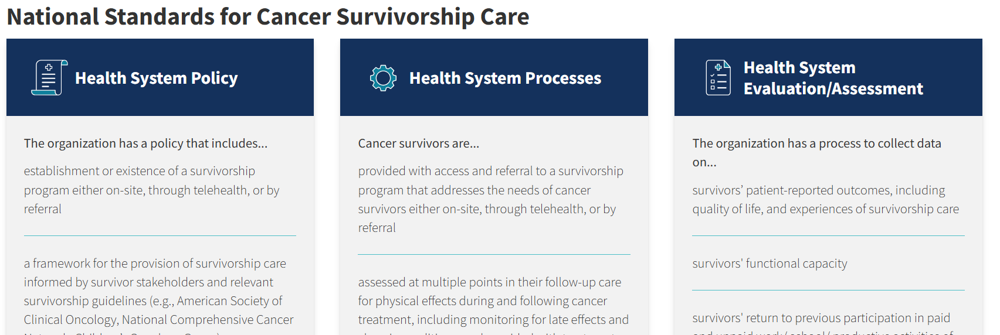 National Standards for Cancer Survivorship Care
Health System Policy
The organization has a policy that includes...
establishment or existence of a survivorship
program either on-site, through telehealth, or by
referral
a framework for the provision of survivorship care
informed by survivor stakeholders and relevant
survivorship guidelines (e.g., American Society of
Clinical Oncology, National Comprehensive Cancer
Health System Processes
Cancer survivors are...
provided with access and referral to a survivorship
program that addresses the needs of cancer
survivors either on-site, through telehealth, or by
referral
assessed at multiple points in their follow-up care
for physical effects during and following cancer
treatment, including monitoring for late effects and
Health System
Evaluation/Assessment
The organization has a process to collect data
on...
survivors’ patient-reported outcomes, including
quality of life, and experiences of survivorship care
survivors' functional capacity
survivors' return to previous participation in paid